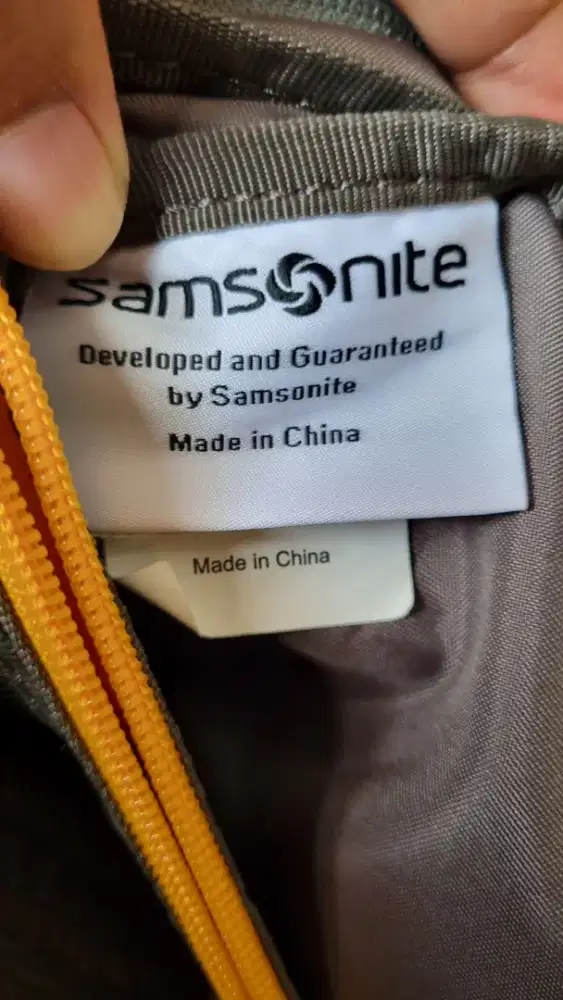 samsonite
Developed and Guaranteed
by Samsonite
Made in China
Made in China